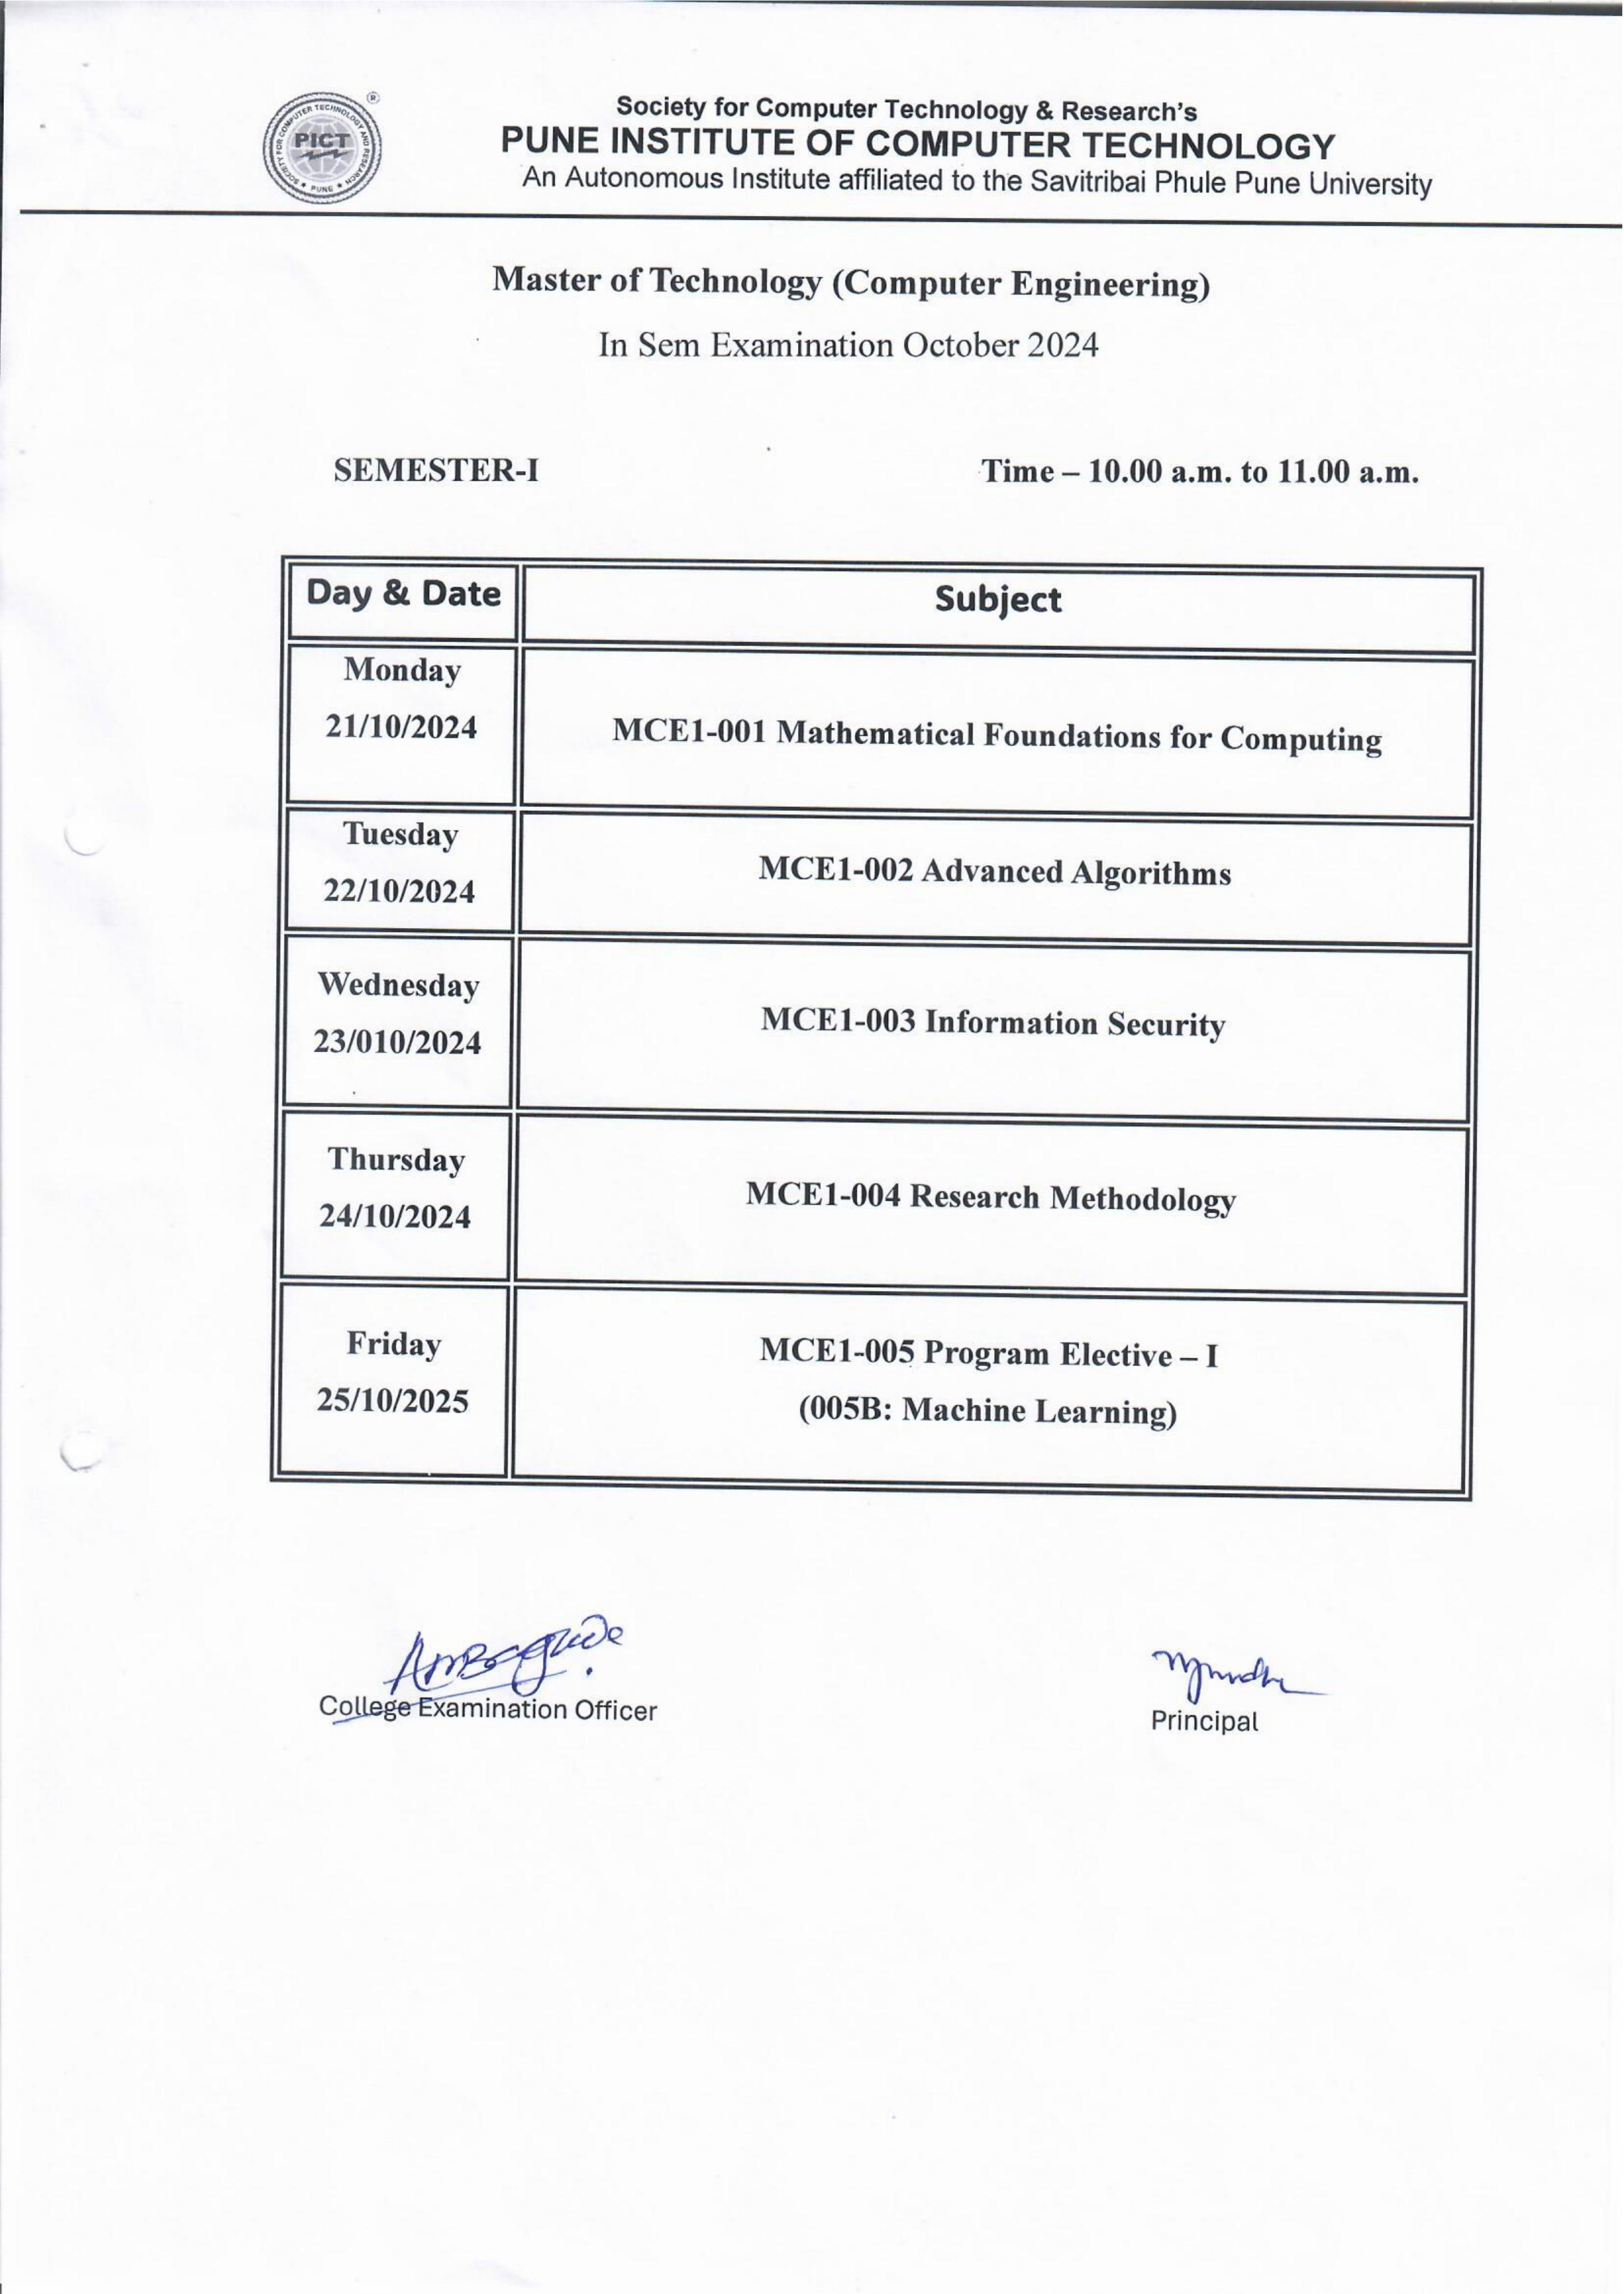 Society for Computer Technology & Research's
PUNE INSTITUTE OF COMPUTER TECHNOLOGY
An Autonomous Institute affiliated to the Savitribai Phule Pune University
SOCIETY FOR COMPUTER TECHNOLOGY AND RESEARCH
PICT
PUNE
®
Master of Technology (Computer Engineering)
In Sem Examination October 2024
SEMESTER-I
Time – 10.00 a.m. to 11.00 a.m.
Day & Date
Subject
Monday
21/10/2024
MCE1-001 Mathematical Foundations for Computing
Tuesday
22/10/2024
MCE1-002 Advanced Algorithms
Wednesday
23/010/2024
MCE1-003 Information Security
Thursday
24/10/2024
MCE1-004 Research Methodology
Friday
25/10/2025
MCE1-005 Program Elective – I
(005B: Machine Learning)
College Examination Officer
Principal